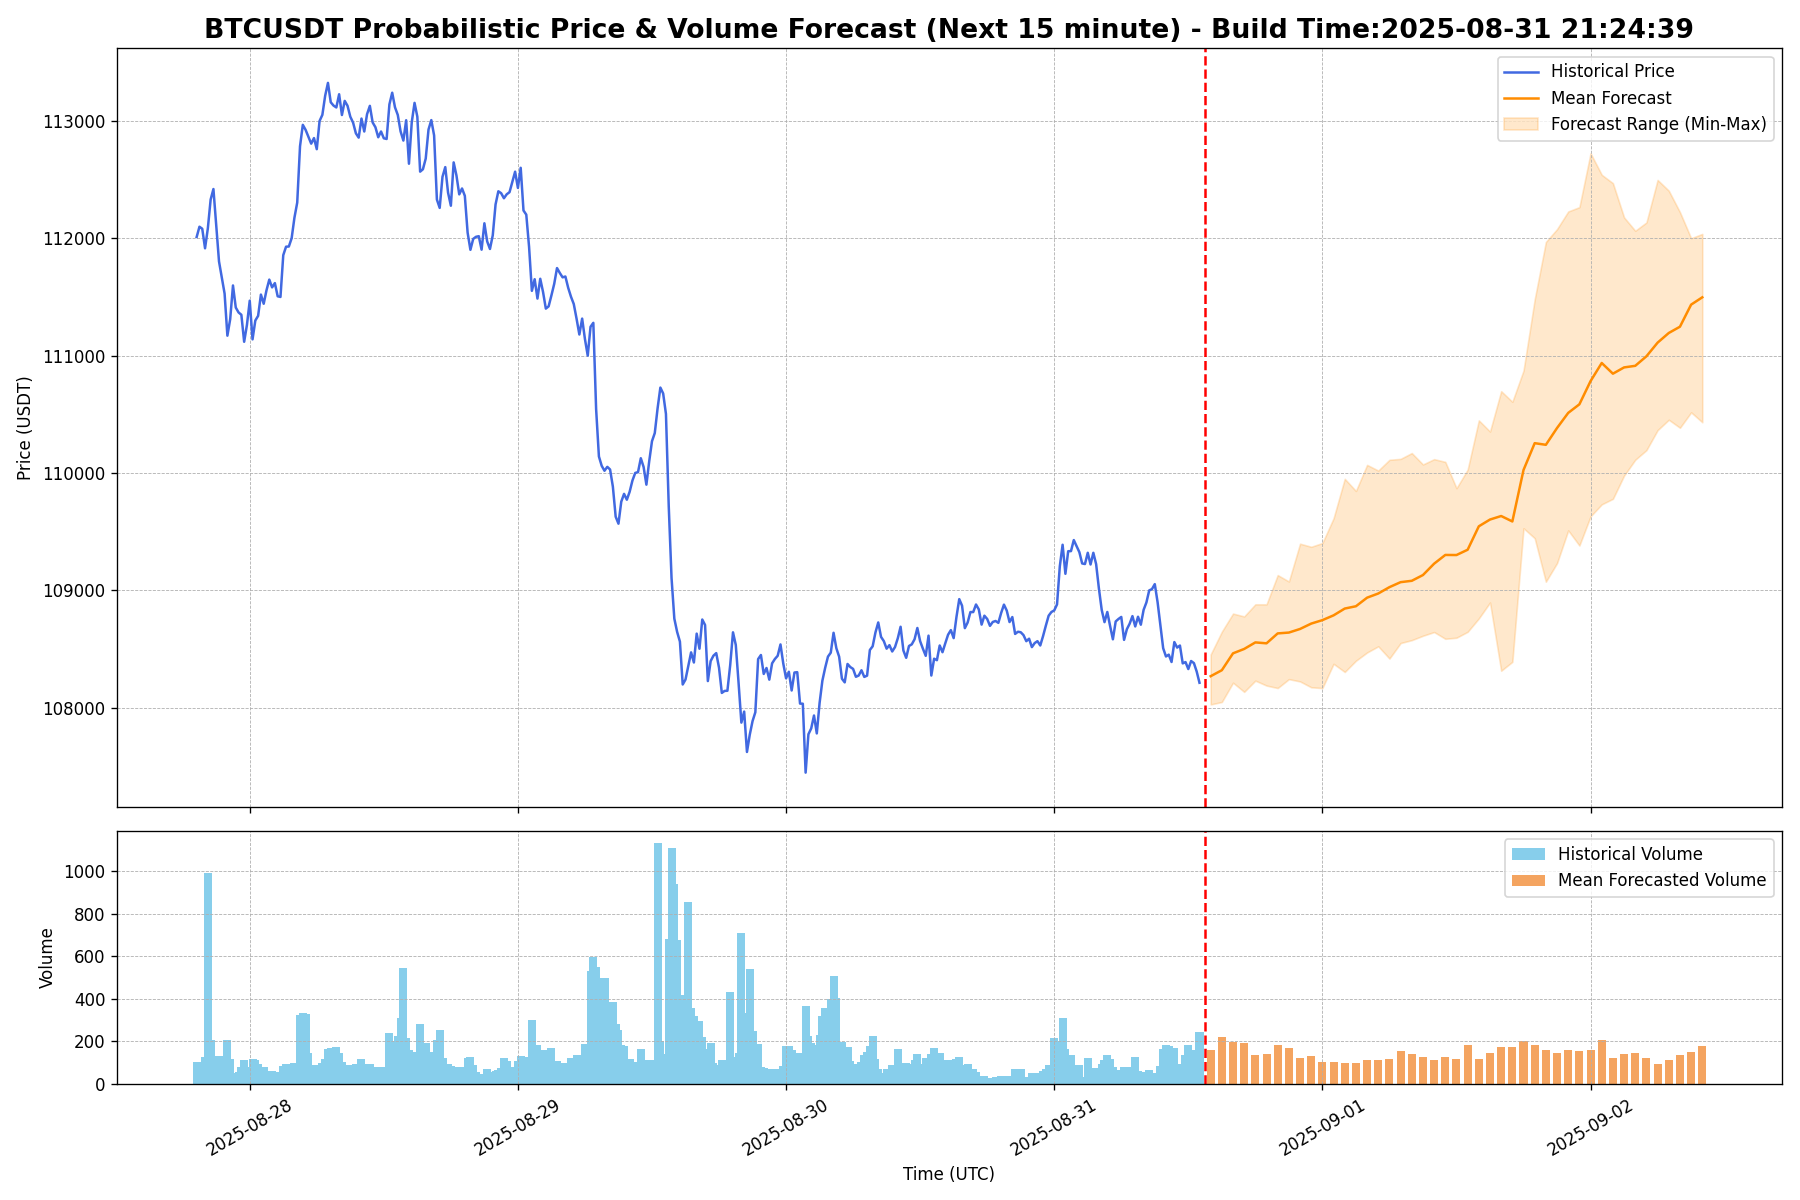 BTCUSDT Probabilistic Price & Volume Forecast (Next 15 minute) - Build Time:2025-08-31 21:24:39
Historical Price
Mean Forecast
Forecast Range (Min-Max)
113000
112000
111000
110000
109000
108000
Price (USDT)
Historical Volume
Mean Forecasted Volume
1000
800
600
400
200
0
Volume
2025-08-28
2025-08-29
2025-08-30
2025-08-31
2025-09-01
2025-09-02
Time (UTC)